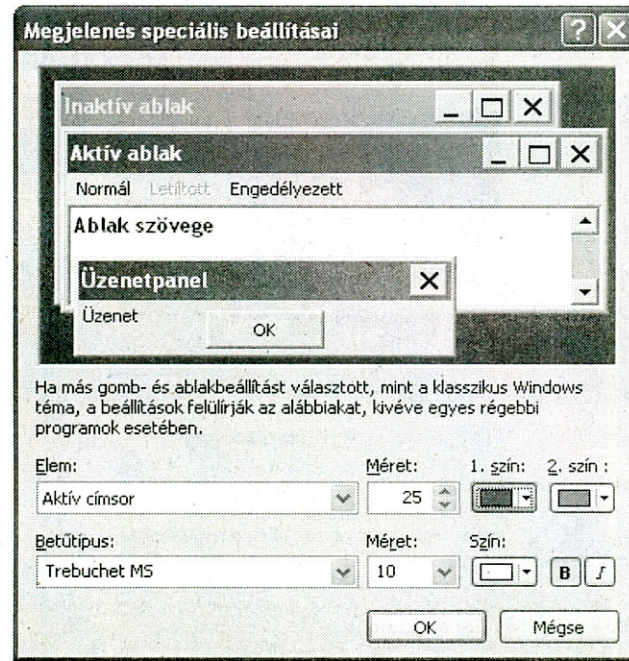 Megjelenés speciális beállításai
Inaktív ablak
Aktív ablak
Normál Letiltott Engedélyezett
Ablak szövege
Üzenetpanel
Üzenet
OK
Ha más gomb- és ablakbeállítást választott, mint a klasszikus Windows
téma, a beállítások felülírják az alábbiakat, kivéve egyes régebbi
programok esetében.
Elem: Méret: 1. szín: 2. szín :
Aktív címsor 25
Betűtípus: Méret: Szín:
Trebuchet MS 10 B I
OK Mégse